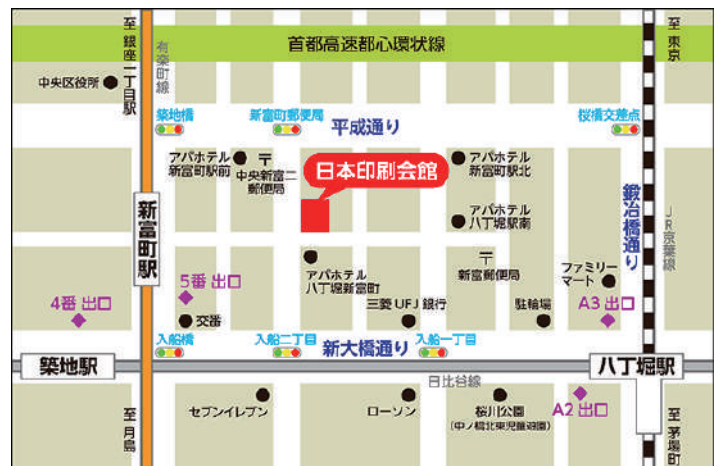 至 銀座一丁目駅
有楽町線
首都高速都心環状線
至 東京
中央区役所
築地橋
新富町郵便局
平成通り
桜橋交差点
アパホテル
新富町駅前
〒
中央新富二
郵便局
日本印刷会館
アパホテル
新富町駅北
鍛冶橋通り
JR京葉線
新富町駅
アパホテル
八丁堀駅南
アパホテル
八丁堀新富町
〒
新富郵便局
ファミリー
マート
5番 出口
4番 出口
交番
三菱UFJ銀行
駐輪場
A3 出口
入船橋
入船二丁目
新大橋通り
入船一丁目
築地駅
八丁堀駅
日比谷線
セブンイレブン
ローソン
桜川公園
(中ノ橋北東児童遊園)
A2 出口
至 月島
至 茅場町